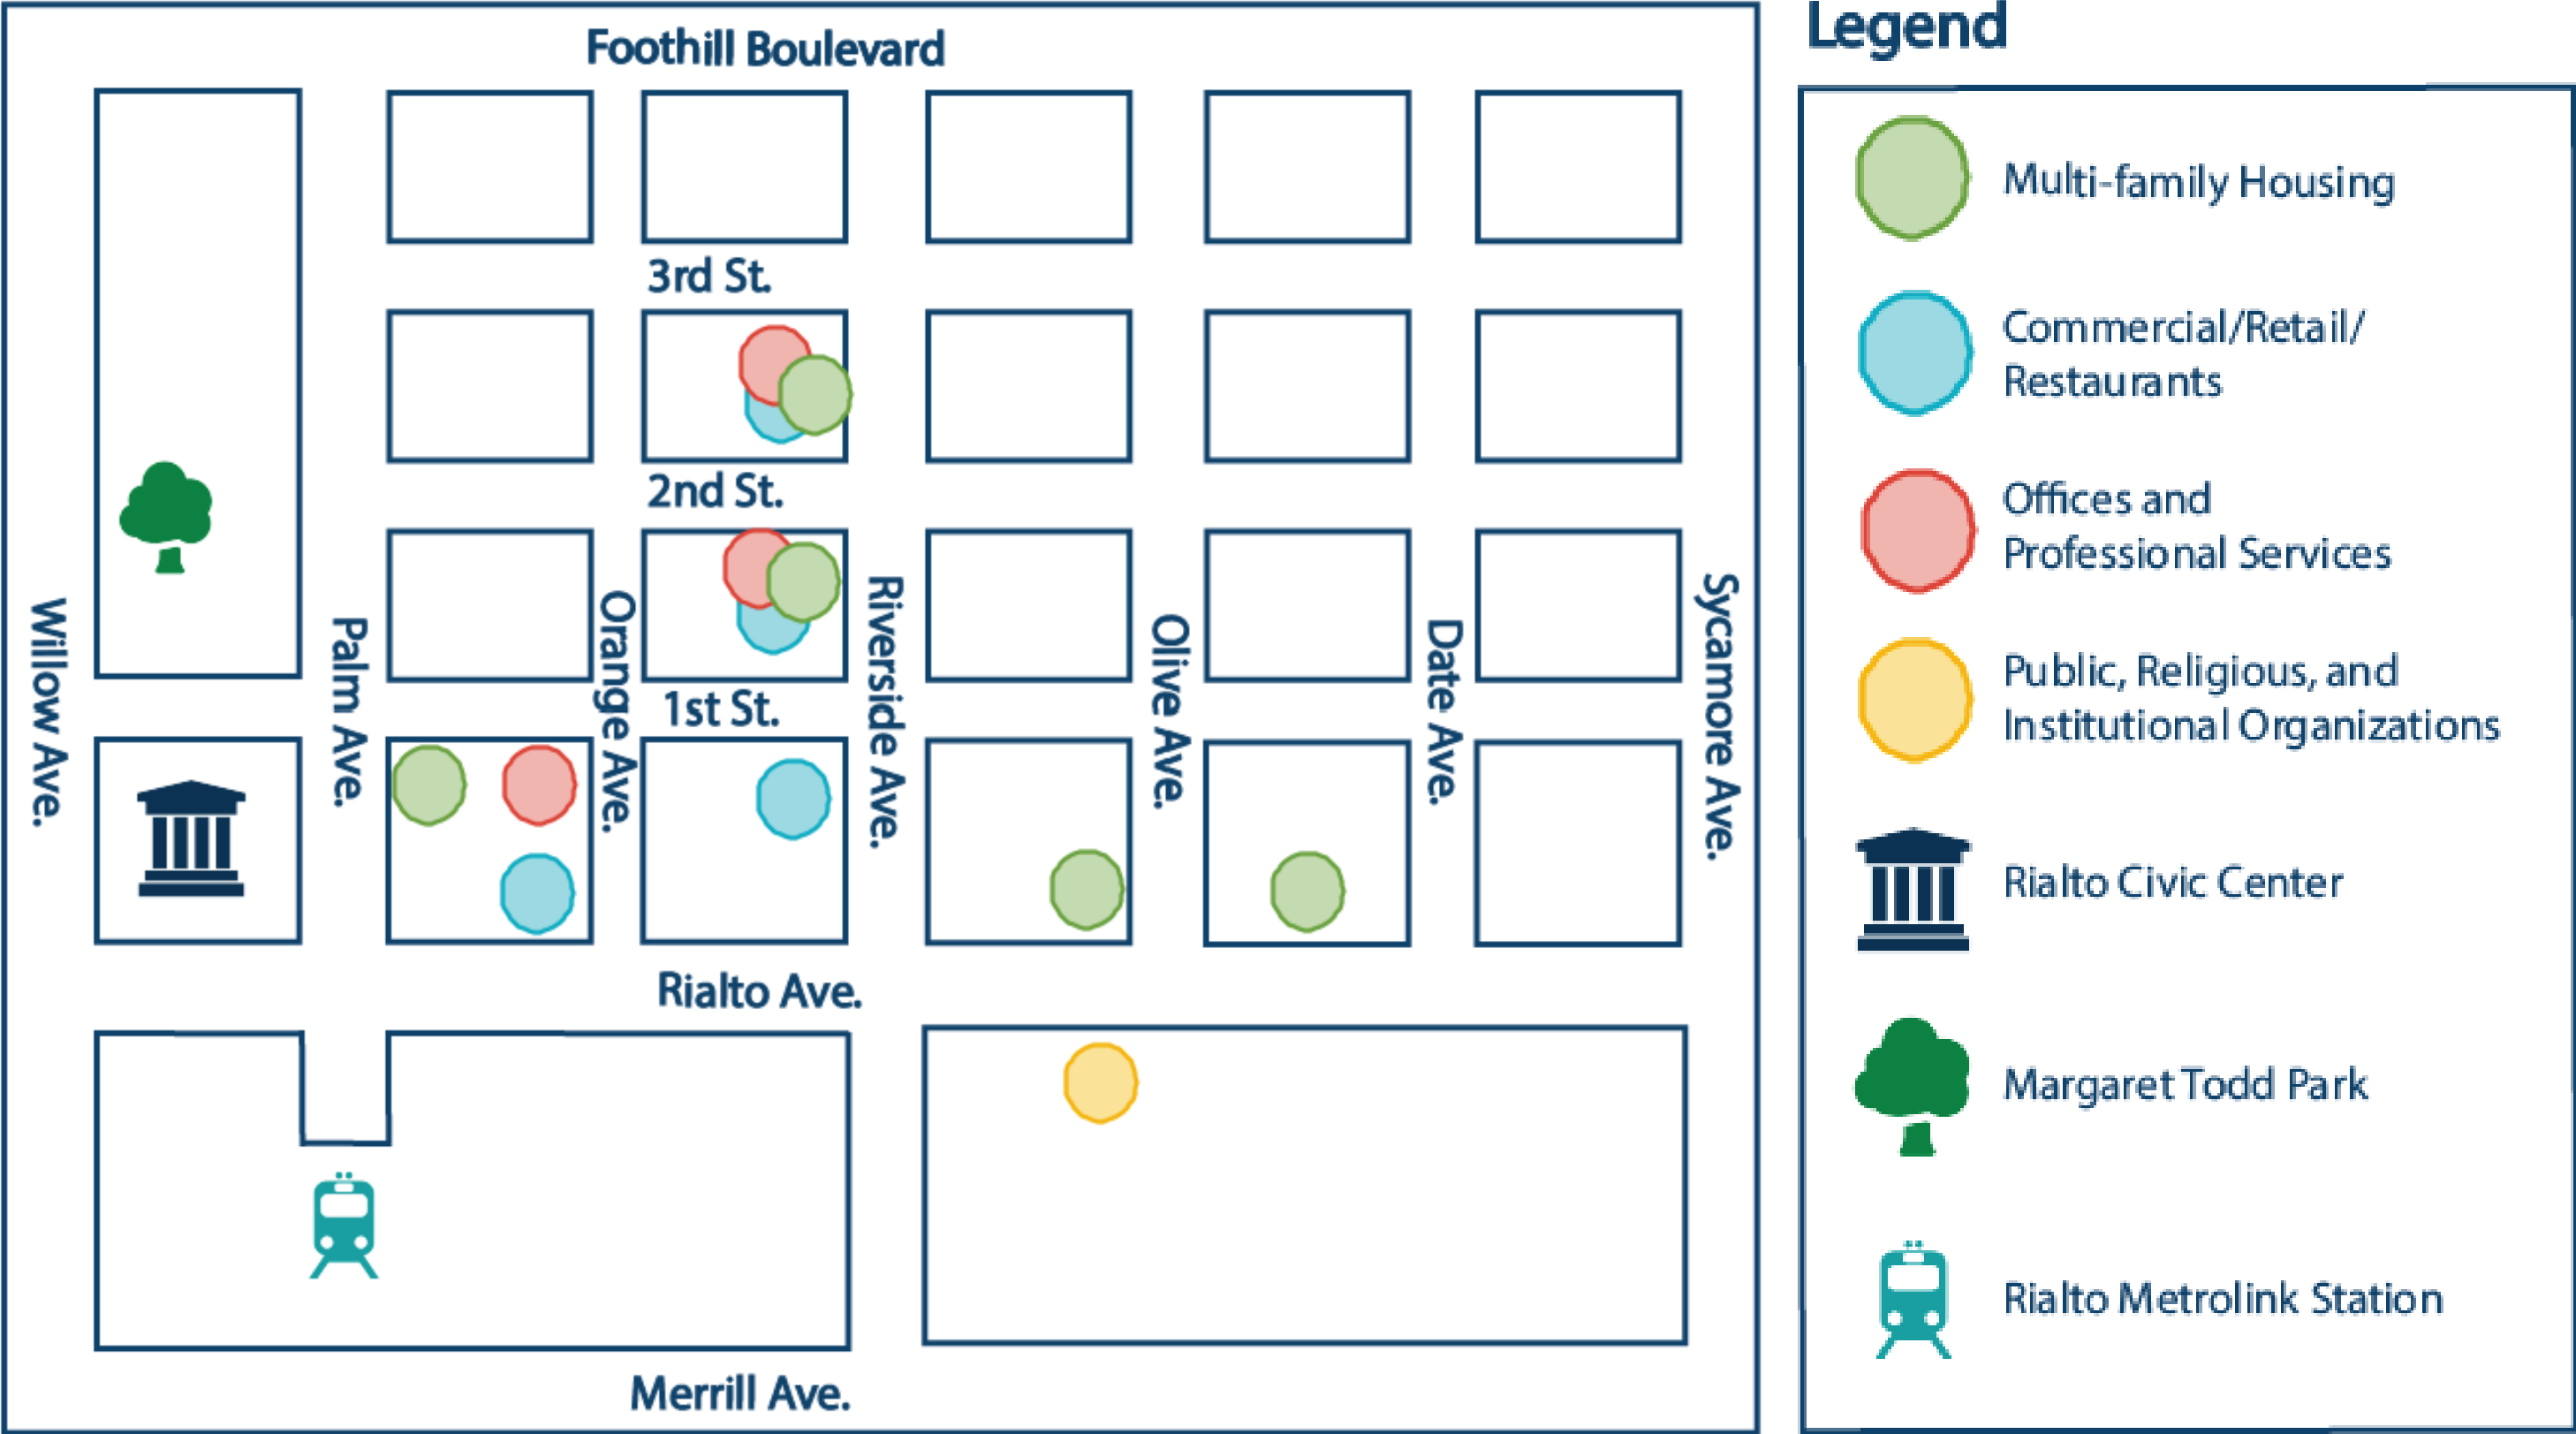 Foothill Boulevard
3rd St.
2nd St.
1st St.
Willow Ave.
Palm Ave.
Orange Ave.
Riverside Ave.
Olive Ave.
Date Ave.
Sycamore Ave.
Rialto Ave.
Merrill Ave.
Legend
Multi-family Housing
Commercial/Retail/
Restaurants
Offices and
Professional Services
Public, Religious, and
Institutional Organizations
Rialto Civic Center
Margaret Todd Park
Rialto Metrolink Station